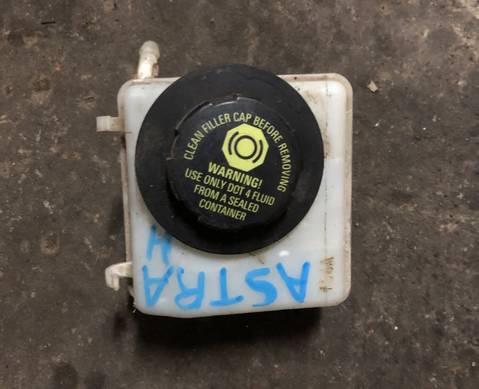 CLEAN FILLER CAP BEFORE REMOVING
WARNING!
USE ONLY DOT 4 FLUID
FROM A SEALED
CONTAINER
ASTRA
H